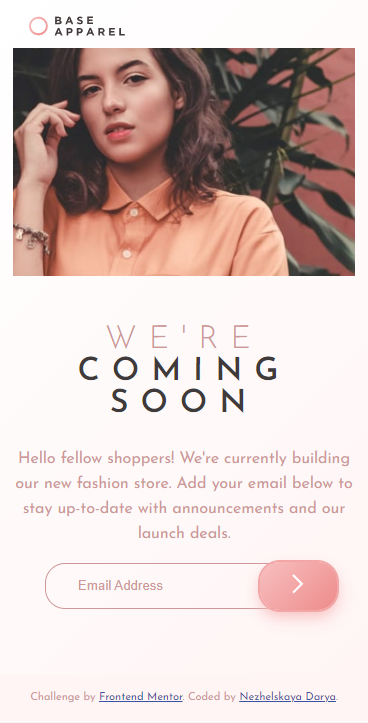 BASE
APPAREL
WE'RE
COMING
SOON
Hello fellow shoppers! We're currently building
our new fashion store. Add your email below to
stay up-to-date with announcements and our
launch deals.
Email Address
Challenge by Frontend Mentor. Coded by Nezhelskaya Darya.